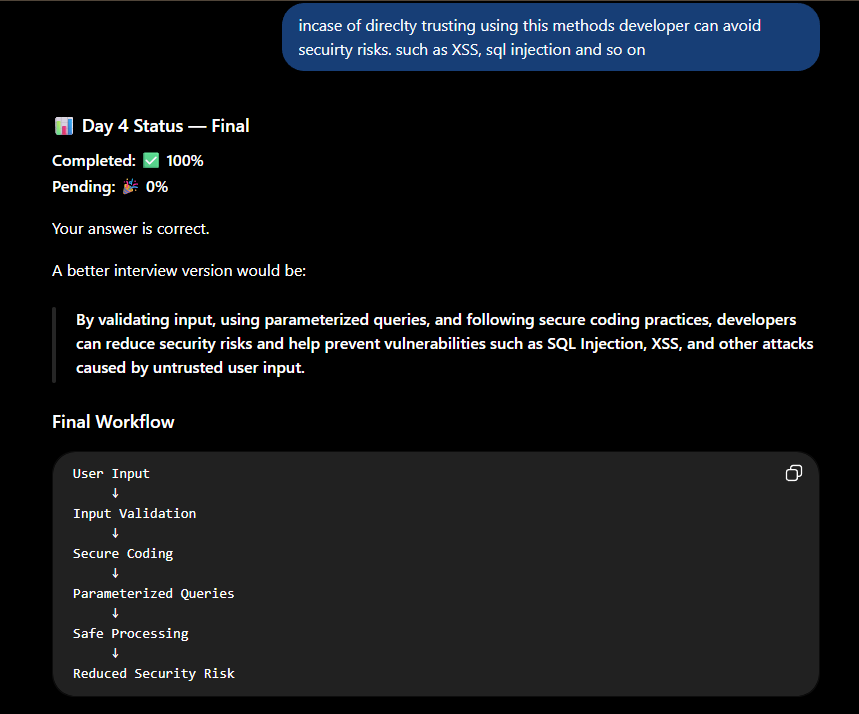 incase of direclty trusting using this methods developer can avoid
secuirty risks. such as XSS, sql injection and so on
📊 Day 4 Status — Final
Completed: ✅ 100%
Pending: 🎉 0%
Your answer is correct.
A better interview version would be:
By validating input, using parameterized queries, and following secure coding practices, developers
can reduce security risks and help prevent vulnerabilities such as SQL Injection, XSS, and other attacks
caused by untrusted user input.
Final Workflow
User Input
↓
Input Validation
↓
Secure Coding
↓
Parameterized Queries
↓
Safe Processing
↓
Reduced Security Risk